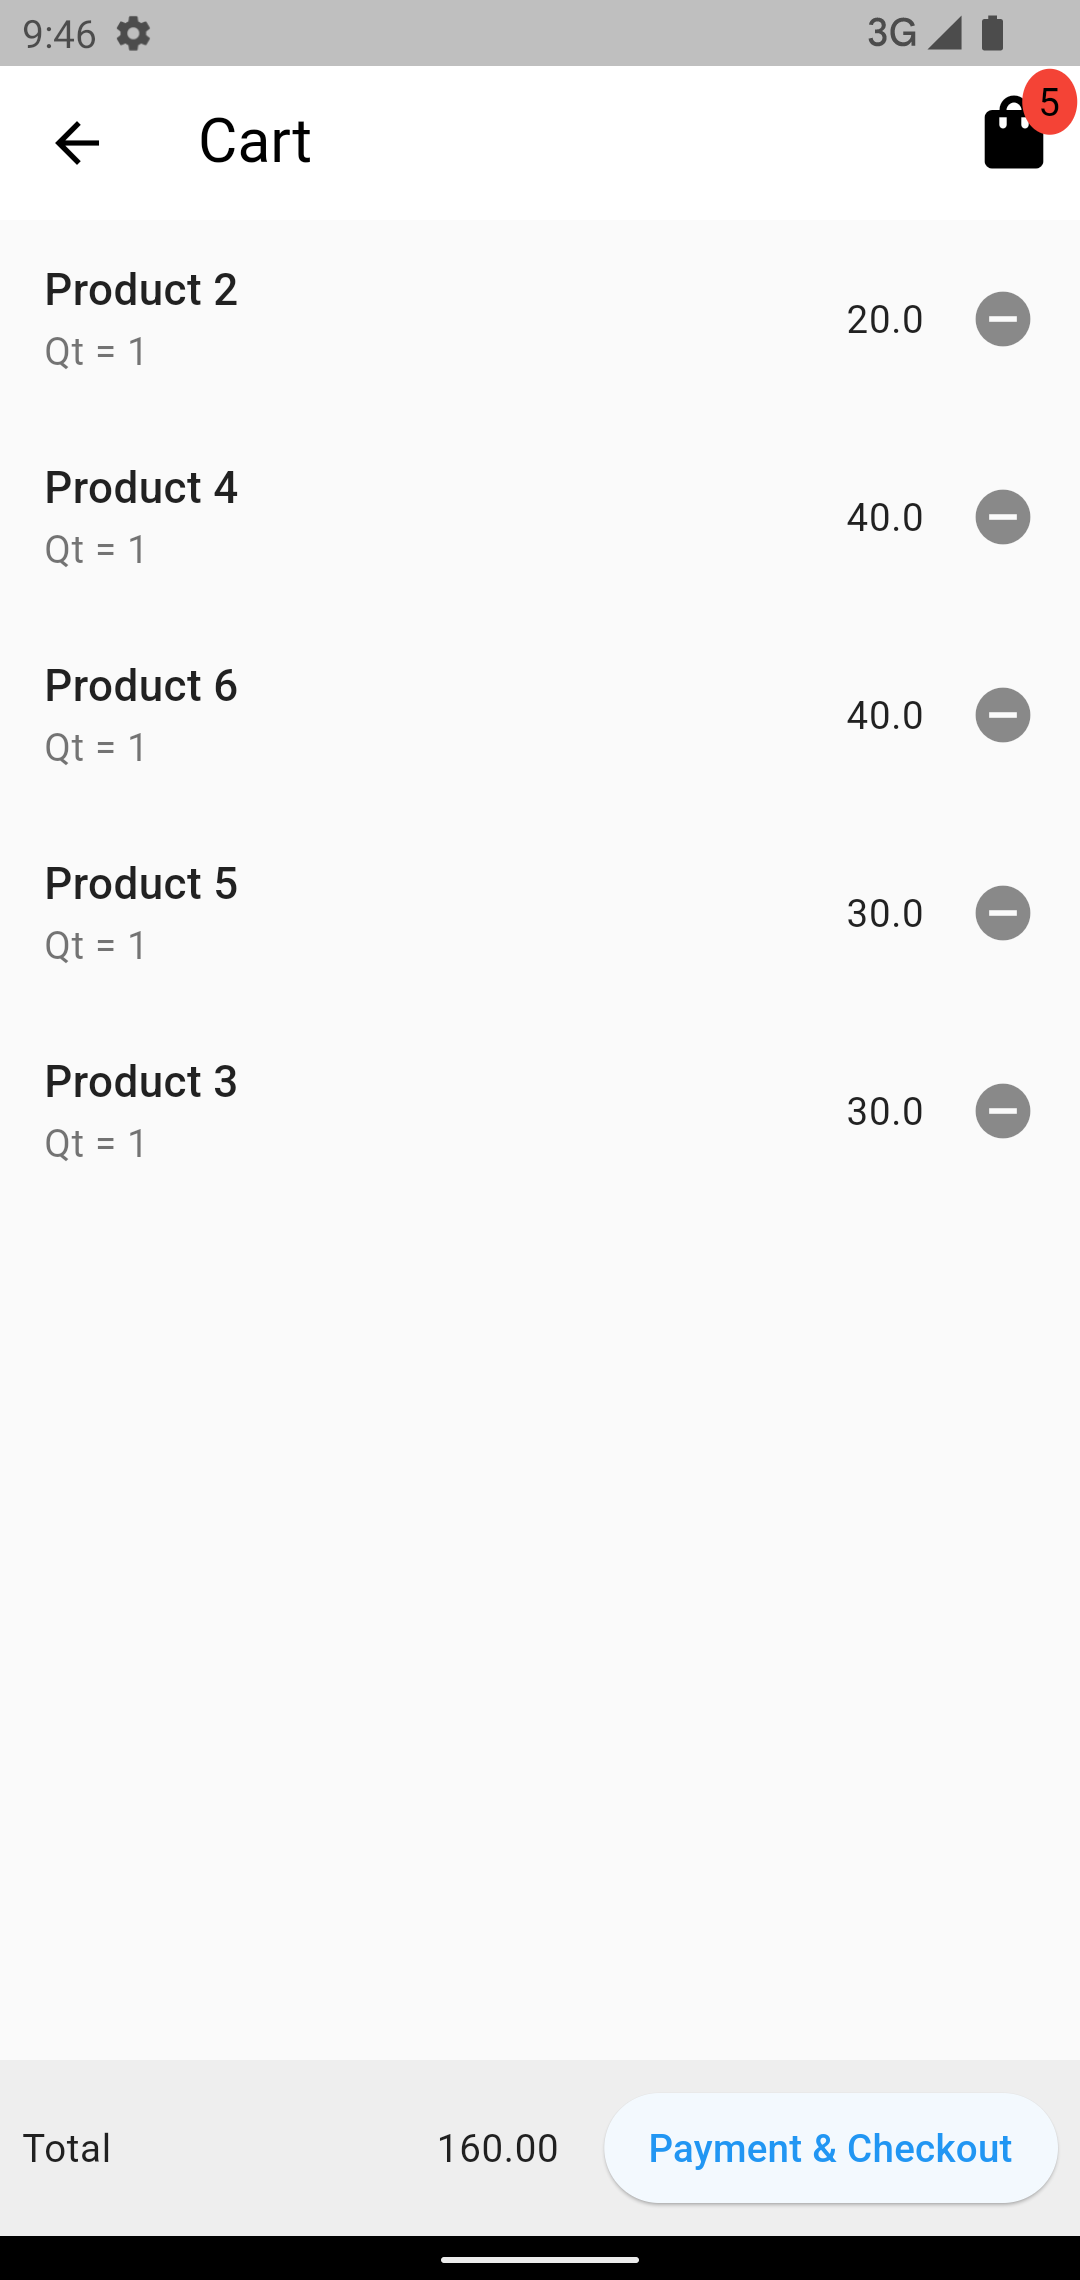 9:46
3G
Cart
5
Product 2
Qt = 1
20.0
Product 4
Qt = 1
40.0
Product 6
Qt = 1
40.0
Product 5
Qt = 1
30.0
Product 3
Qt = 1
30.0
Total
160.00
Payment & Checkout